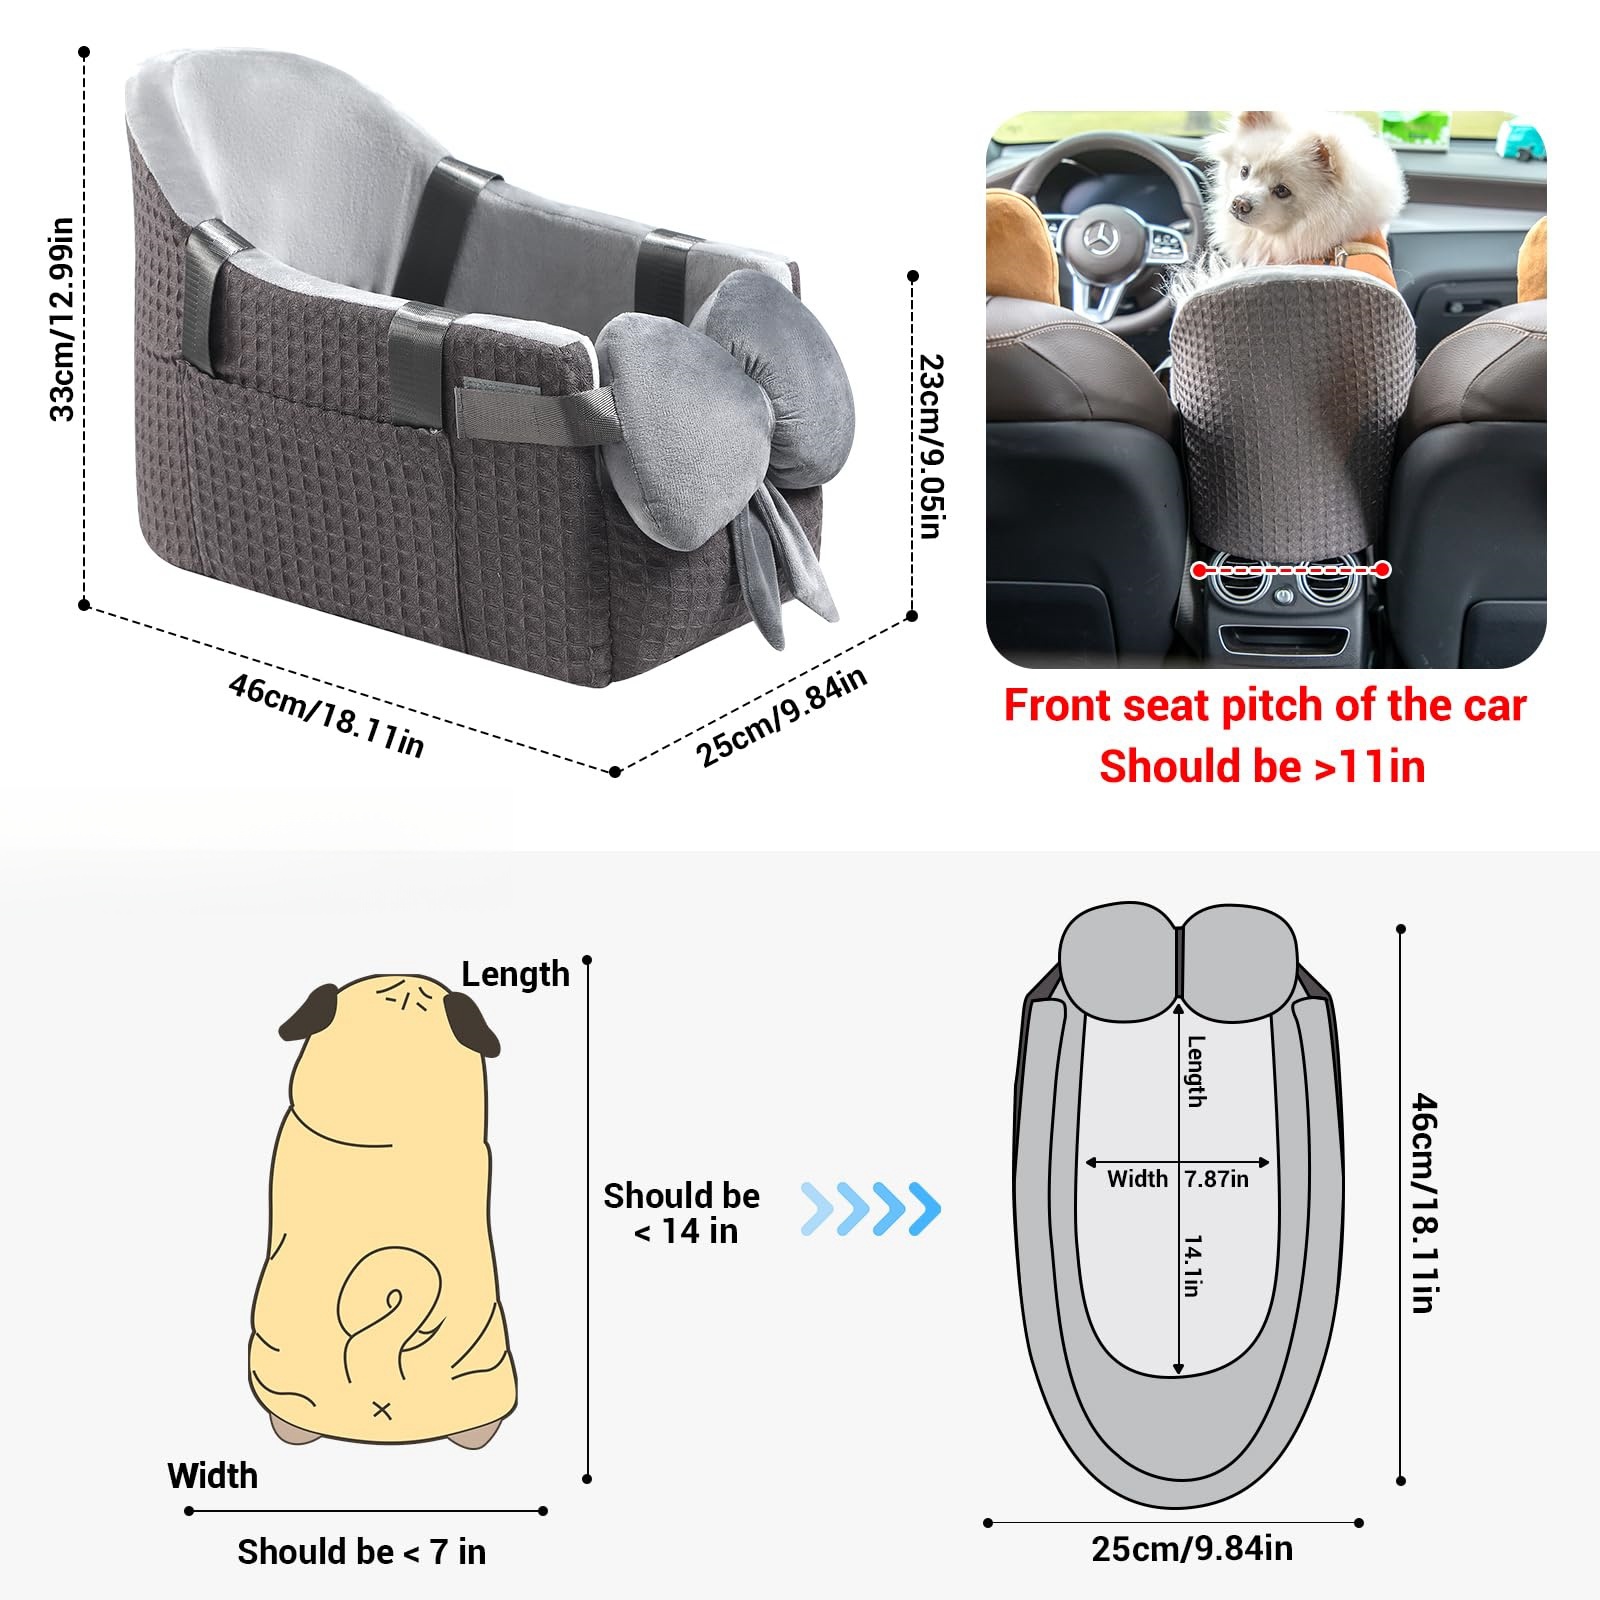 33cm/12.99in
23cm/9.05in
46cm/18.11in
25cm/9.84in
Front seat pitch of the car
Should be >11in
Length
Should be
< 14 in
Width
Should be < 7 in
Length
Width 7.87in
14.1in
46cm/18.11in
25cm/9.84in